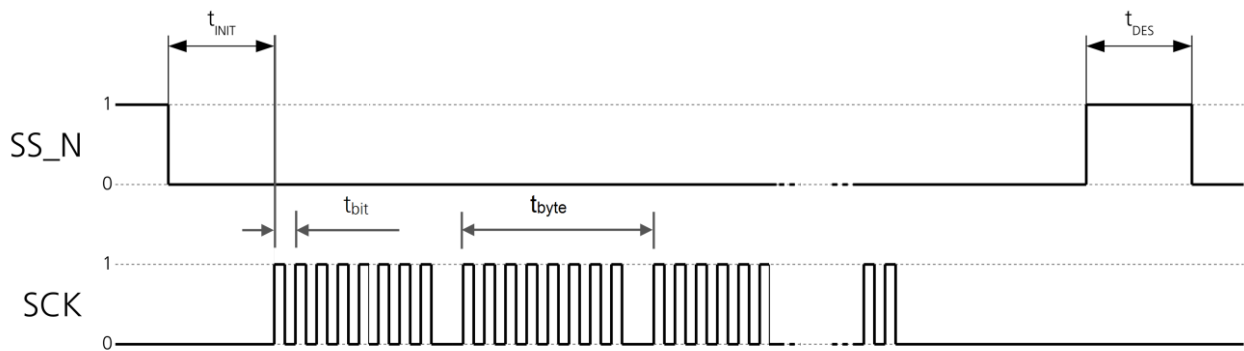 tINIT
tDES
1
SS_N
0
tbit
tbyte
1
SCK
0